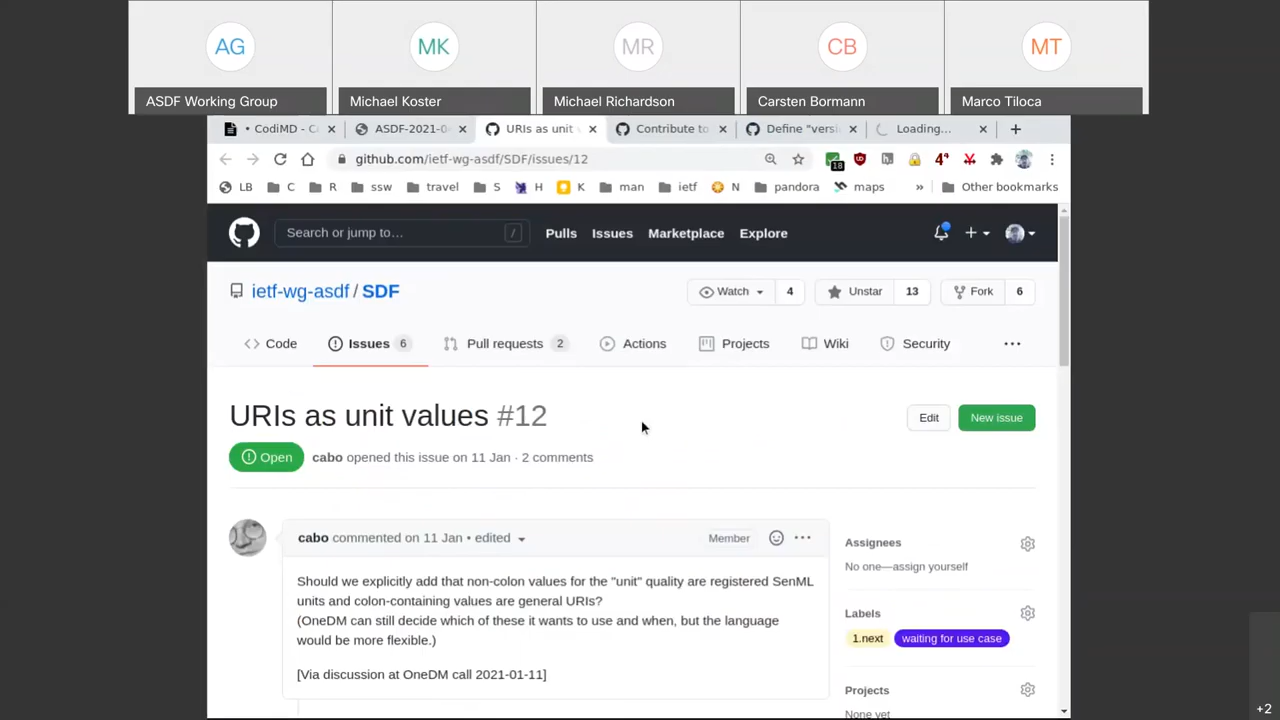 AG
MK
MR
CB
MT
ASDF Working Group
Michael Koster
Michael Richardson
Carsten Bormann
Marco Tiloca
• CodiMD - C
ASDF-2021-0
URIs as unit v
Contribute to
Define "versi
Loading...
github.com/ietf-wg-asdf/SDF/issues/12
18
LB
C
R
ssw
travel
S
H
K
man
ietf
N
pandora
maps
»
Other bookmarks
Search or jump to…
/
Pulls
Issues
Marketplace
Explore
ietf-wg-asdf / SDF
Watch
4
Unstar
13
Fork
6
Code
Issues 6
Pull requests 2
Actions
Projects
Wiki
Security
URIs as unit values #12
Edit
New issue
Open
cabo opened this issue on 11 Jan · 2 comments
cabo commented on 11 Jan • edited
Member
Should we explicitly add that non-colon values for the "unit" quality are registered SenML
units and colon-containing values are general URIs?
(OneDM can still decide which of these it wants to use and when, but the language
would be more flexible.)
[Via discussion at OneDM call 2021-01-11]
Assignees
No one—assign yourself
Labels
1.next
waiting for use case
Projects
None yet
+2